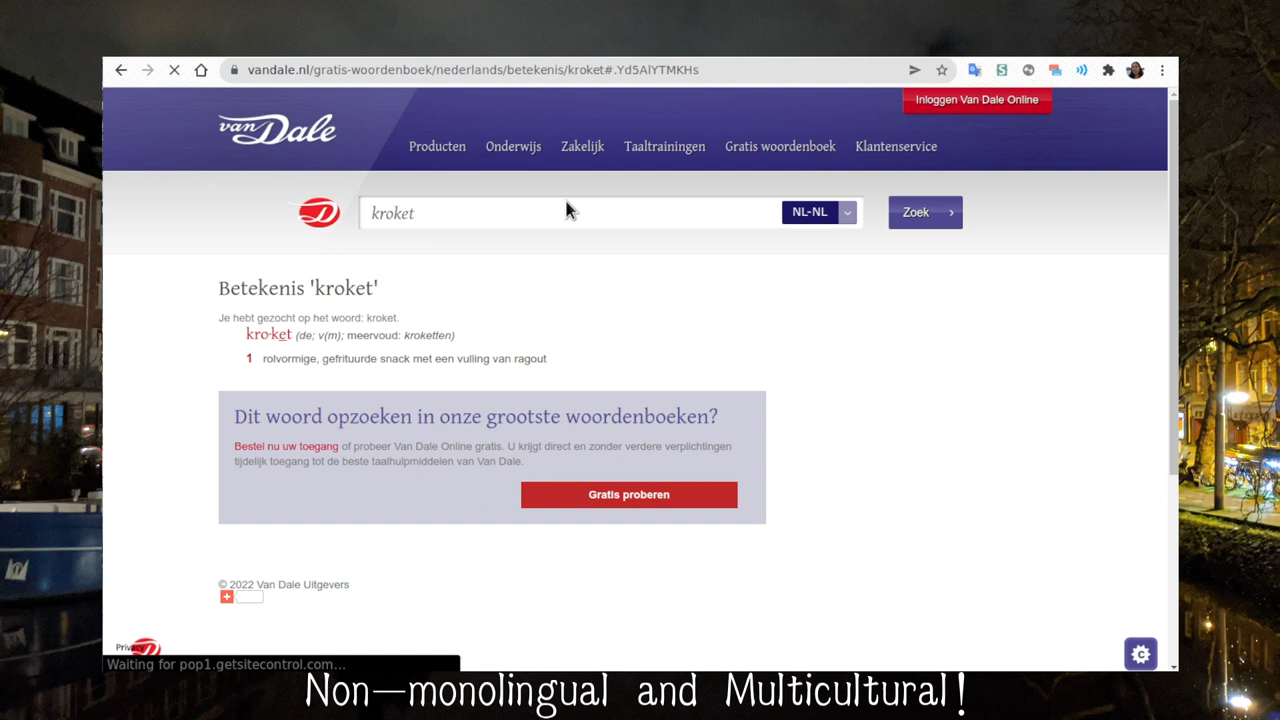 vandale.nl/gratis-woordenboek/nederlands/betekenis/kroket#.Yd5AlYTMKHs
Inloggen Van Dale Online
van Dale
Producten Onderwijs Zakelijk Taaltrainingen Gratis woordenboek Klantenservice
kroket NL-NL Zoek ›
Betekenis 'kroket'
Je hebt gezocht op het woord: kroket.
kro·ket (de; v(m); meervoud: kroketten)
1 rolvormige, gefrituurde snack met een vulling van ragout
Dit woord opzoeken in onze grootste woordenboeken?
Bestel nu uw toegang of probeer Van Dale Online gratis. U krijgt direct en zonder verdere verplichtingen
tijdelijk toegang tot de beste taalhulpmiddelen van Van Dale.
Gratis proberen
© 2022 Van Dale Uitgevers
Privacy
Waiting for pop1.getsitecontrol.com...
Non-monolingual and Multicultural!